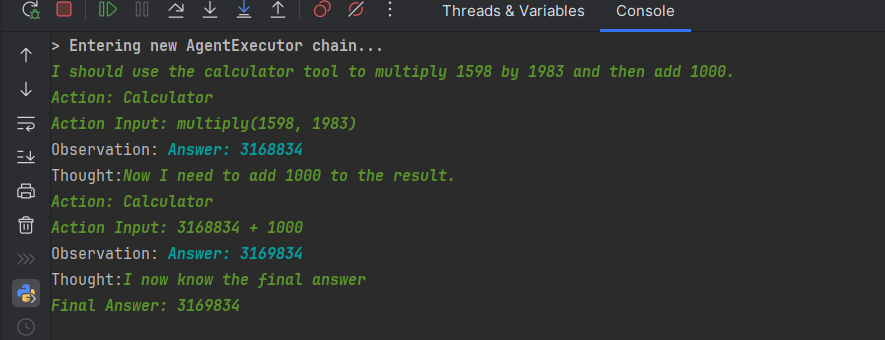 Threads & Variables
Console
> Entering new AgentExecutor chain...
I should use the calculator tool to multiply 1598 by 1983 and then add 1000.
Action: Calculator
Action Input: multiply(1598, 1983)
Observation: Answer: 3168834
Thought:Now I need to add 1000 to the result.
Action: Calculator
Action Input: 3168834 + 1000
Observation: Answer: 3169834
Thought:I now know the final answer
Final Answer: 3169834